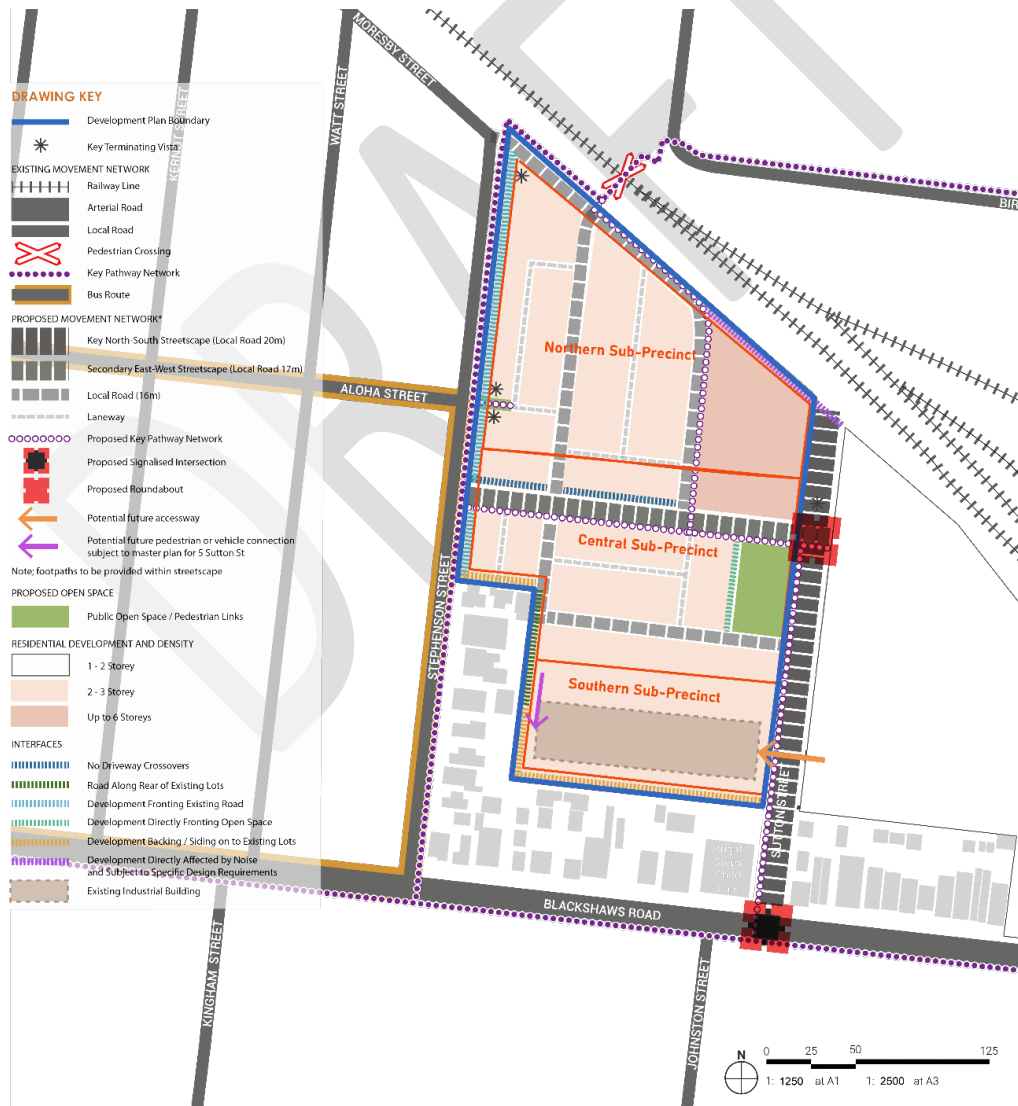 DRAFT
MORESBY STREET
WATT STREET
KERNOT STREET
DRAWING KEY
Development Plan Boundary
Key Terminating Vista
EXISTING MOVEMENT NETWORK
Railway Line
Arterial Road
Local Road
Pedestrian Crossing
Key Pathway Network
Bus Route
PROPOSED MOVEMENT NETWORK*
Key North-South Streetscape (Local Road 20m)
Secondary East-West Streetscape (Local Road 17m)
Local Road (16m)
Laneway
Proposed Key Pathway Network
Proposed Signalised Intersection
Proposed Roundabout
Potential future accessway
Potential future pedestrian or vehicle connection
subject to master plan for 5 Sutton St
Note; footpaths to be provided within streetscape
PROPOSED OPEN SPACE
Public Open Space / Pedestrian Links
RESIDENTIAL DEVELOPMENT AND DENSITY
1 - 2 Storey
2 - 3 Storey
Up to 6 Storeys
INTERFACES
No Driveway Crossovers
Road Along Rear of Existing Lots
Development Fronting Existing Road
Development Directly Fronting Open Space
Development Backing / Siding on to Existing Lots
Development Directly Affected by Noise
and Subject to Specific Design Requirements
Existing Industrial Building
BIR
Northern Sub-Precinct
ALOHA STREET
Central Sub-Precinct
STEPHENSON STREET
Southern Sub-Precinct
SUTTON STREET
Bright
Steps
Child
Care
BLACKSHAWS ROAD
KINGHAM STREET
JOHNSTON STREET
N
0 25 50 125
1: 1250 at A1 1: 2500 at A3